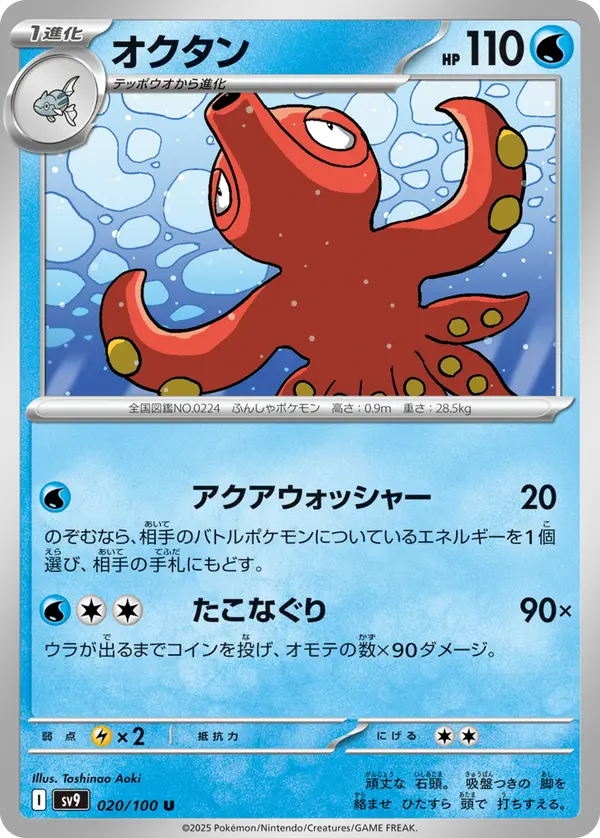 1進化 オクタン HP 110
テッポウオから進化
全国図鑑NO.0224 ふんしゃポケモン 高さ:0.9m 重さ:28.5kg
アクアウォッシャー 20
のぞむなら、相手のバトルポケモンについているエネルギーを1個
選び、相手の手札にもどす。
たこなぐり 90×
ウラが出るまでコインを投げ、オモテの数×90ダメージ。
弱点 ×2 抵抗力 にげる
Illus. Toshinao Aoki
I sv9 020/100 U
頑丈な 石頭。吸盤つきの 脚を
絡ませ ひたすら 頭で 打ちすえる。
©2025 Pokémon/Nintendo/Creatures/GAME FREAK.